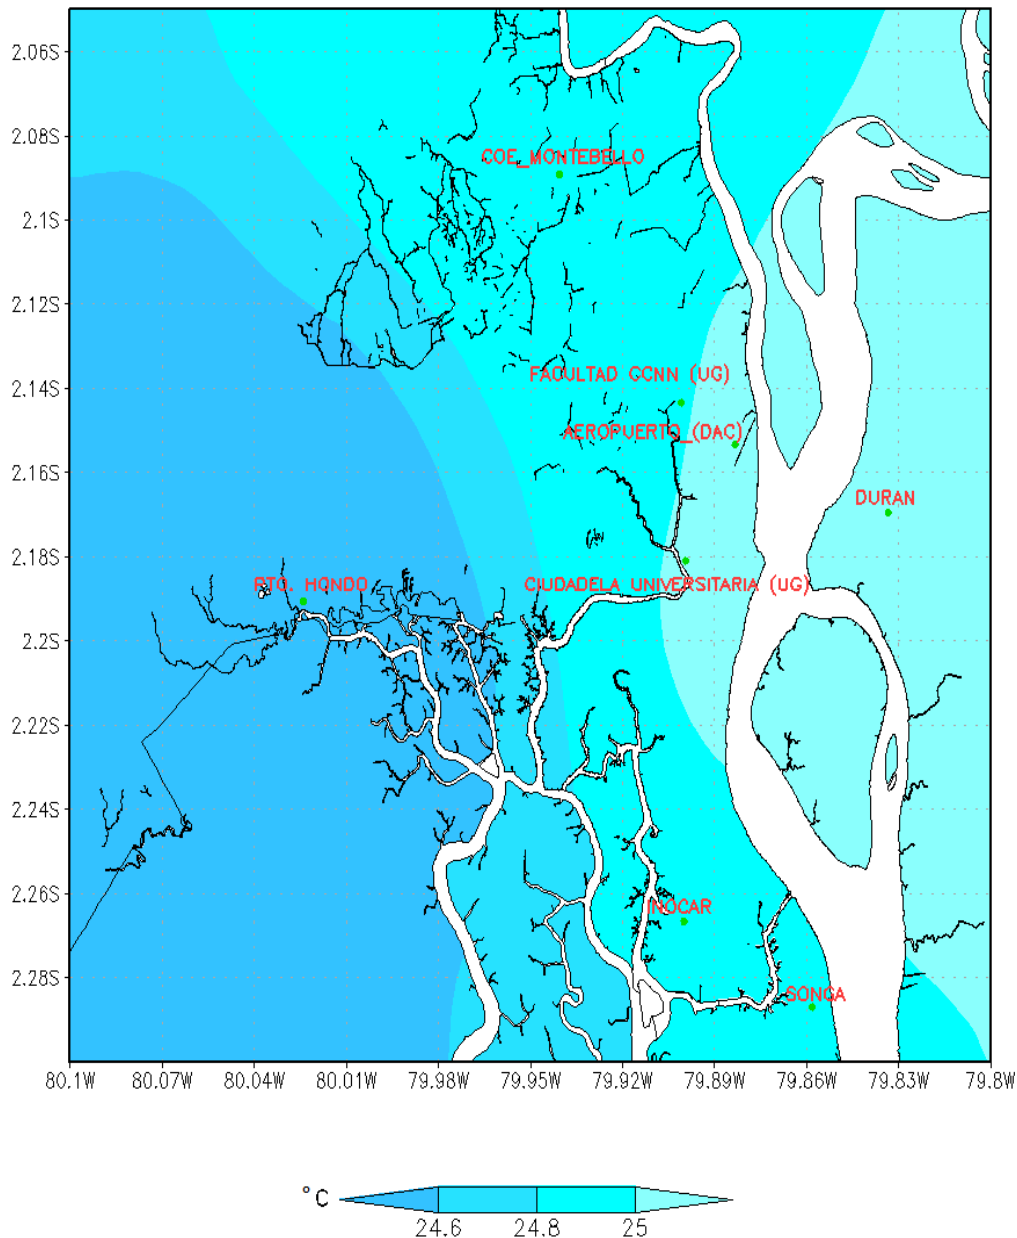 2.06S
2.08S
COE_MONTEBELLO
2.1S
2.12S
2.14S
FACULTAD CCNN (UG)
AEROPUERTO_(DAC)
2.16S
DURAN
2.18S
PTO. HONDO
CIUDADELA UNIVERSITARIA (UG)
2.2S
2.22S
2.24S
2.26S
INOCAR
2.28S
SONGA
80.1W 80.07W 80.04W 80.01W 79.98W 79.95W 79.92W 79.89W 79.86W 79.83W 79.8W
°C
24.6 24.8 25